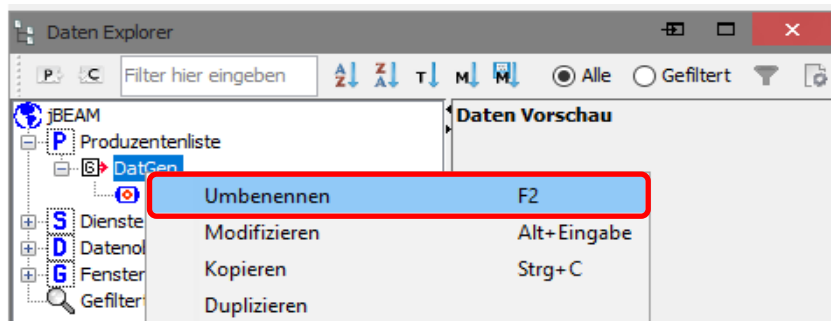 Daten Explorer
P C Filter hier eingeben A Z Z A T M M Alle Gefiltert
jBEAM
Daten Vorschau
P Produzentenliste
G DatGen
Umbenennen F2
S Dienste
Modifizieren Alt+Eingabe
D Datenol
Kopieren Strg+C
G Fenster
Gefilter
Duplizieren